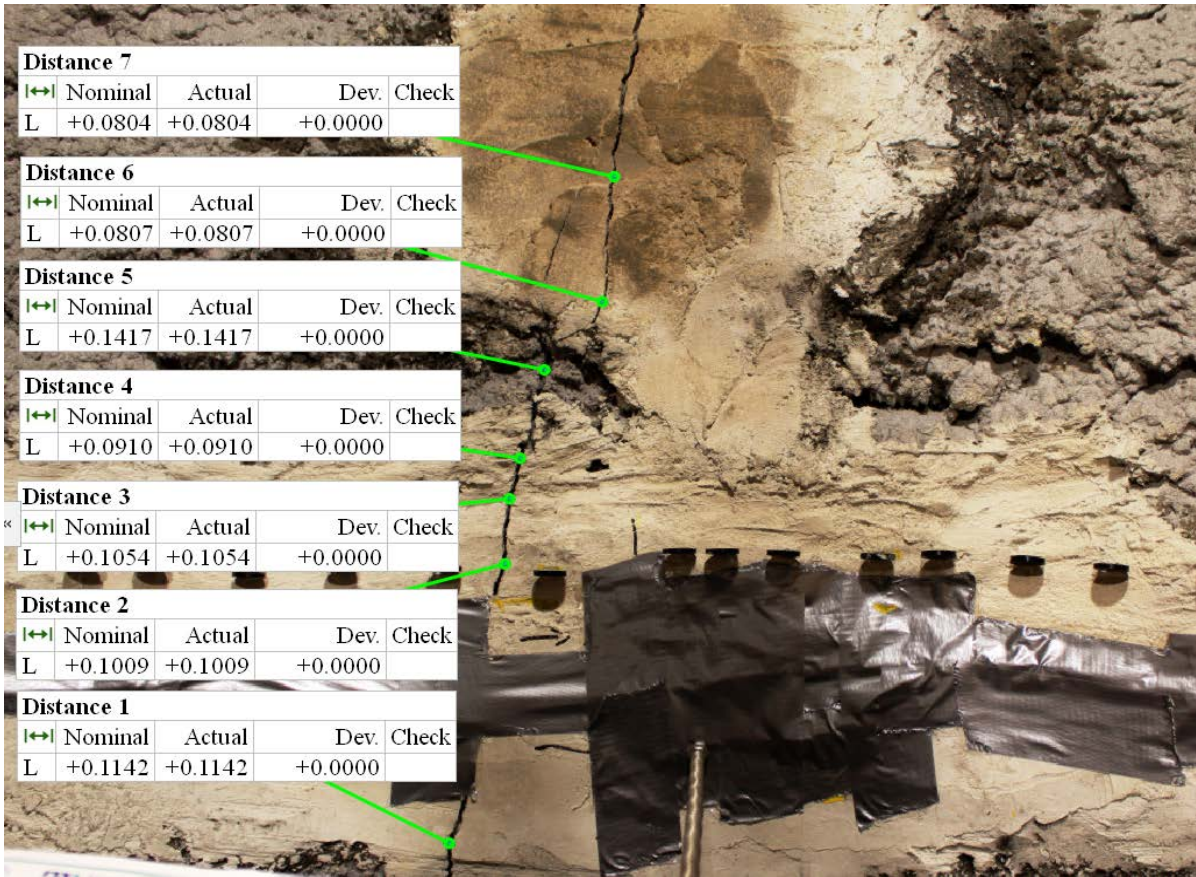 Distance 7
Nominal Actual Dev. Check
L +0.0804 +0.0804 +0.0000
Distance 6
Nominal Actual Dev. Check
L +0.0807 +0.0807 +0.0000
Distance 5
Nominal Actual Dev. Check
L +0.1417 +0.1417 +0.0000
Distance 4
Nominal Actual Dev. Check
L +0.0910 +0.0910 +0.0000
Distance 3
«
Nominal Actual Dev. Check
L +0.1054 +0.1054 +0.0000
Distance 2
Nominal Actual Dev. Check
L +0.1009 +0.1009 +0.0000
Distance 1
Nominal Actual Dev. Check
L +0.1142 +0.1142 +0.0000